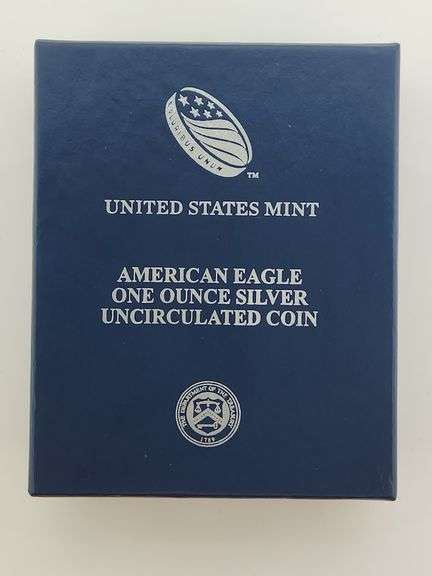 E PLURIBUS UNUM
TM
UNITED STATES MINT
AMERICAN EAGLE
ONE OUNCE SILVER
UNCIRCULATED COIN
THE DEPARTMENT OF THE TREASURY
1789